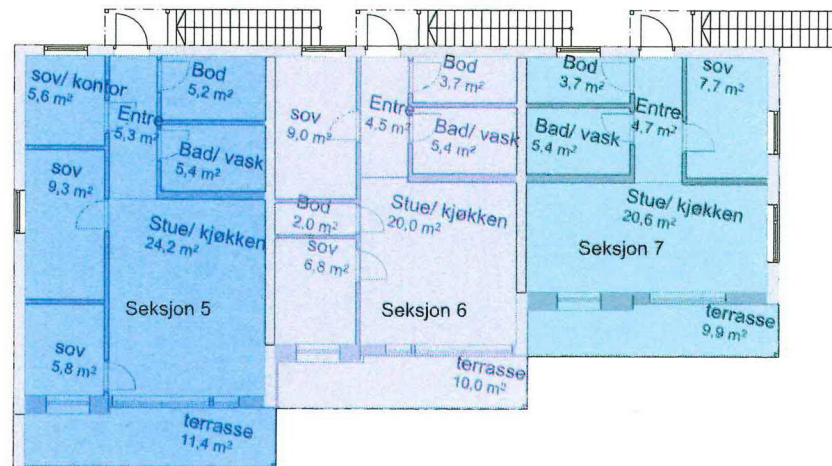 sov/ kontor
5,6 m²
Entre
5,3 m²
Bod
5,2 m²
Bad/ vask
5,4 m²
sov
9,3 m²
Stue/ kjøkken
24,2 m²
Seksjon 5
sov
5,8 m²
terrasse
11,4 m²
sov
9,0 m²
Entre
4,5 m²
Bod
3,7 m²
Bad/ vask
5,4 m²
Bod
2,0 m²
Stue/ kjøkken
20,0 m²
sov
6,8 m²
Seksjon 6
terrasse
10,0 m²
Bod
3,7 m²
Entre
4,7 m²
sov
7,7 m²
Bad/ vask
5,4 m²
Stue/ kjøkken
20,6 m²
Seksjon 7
terrasse
9,9 m²